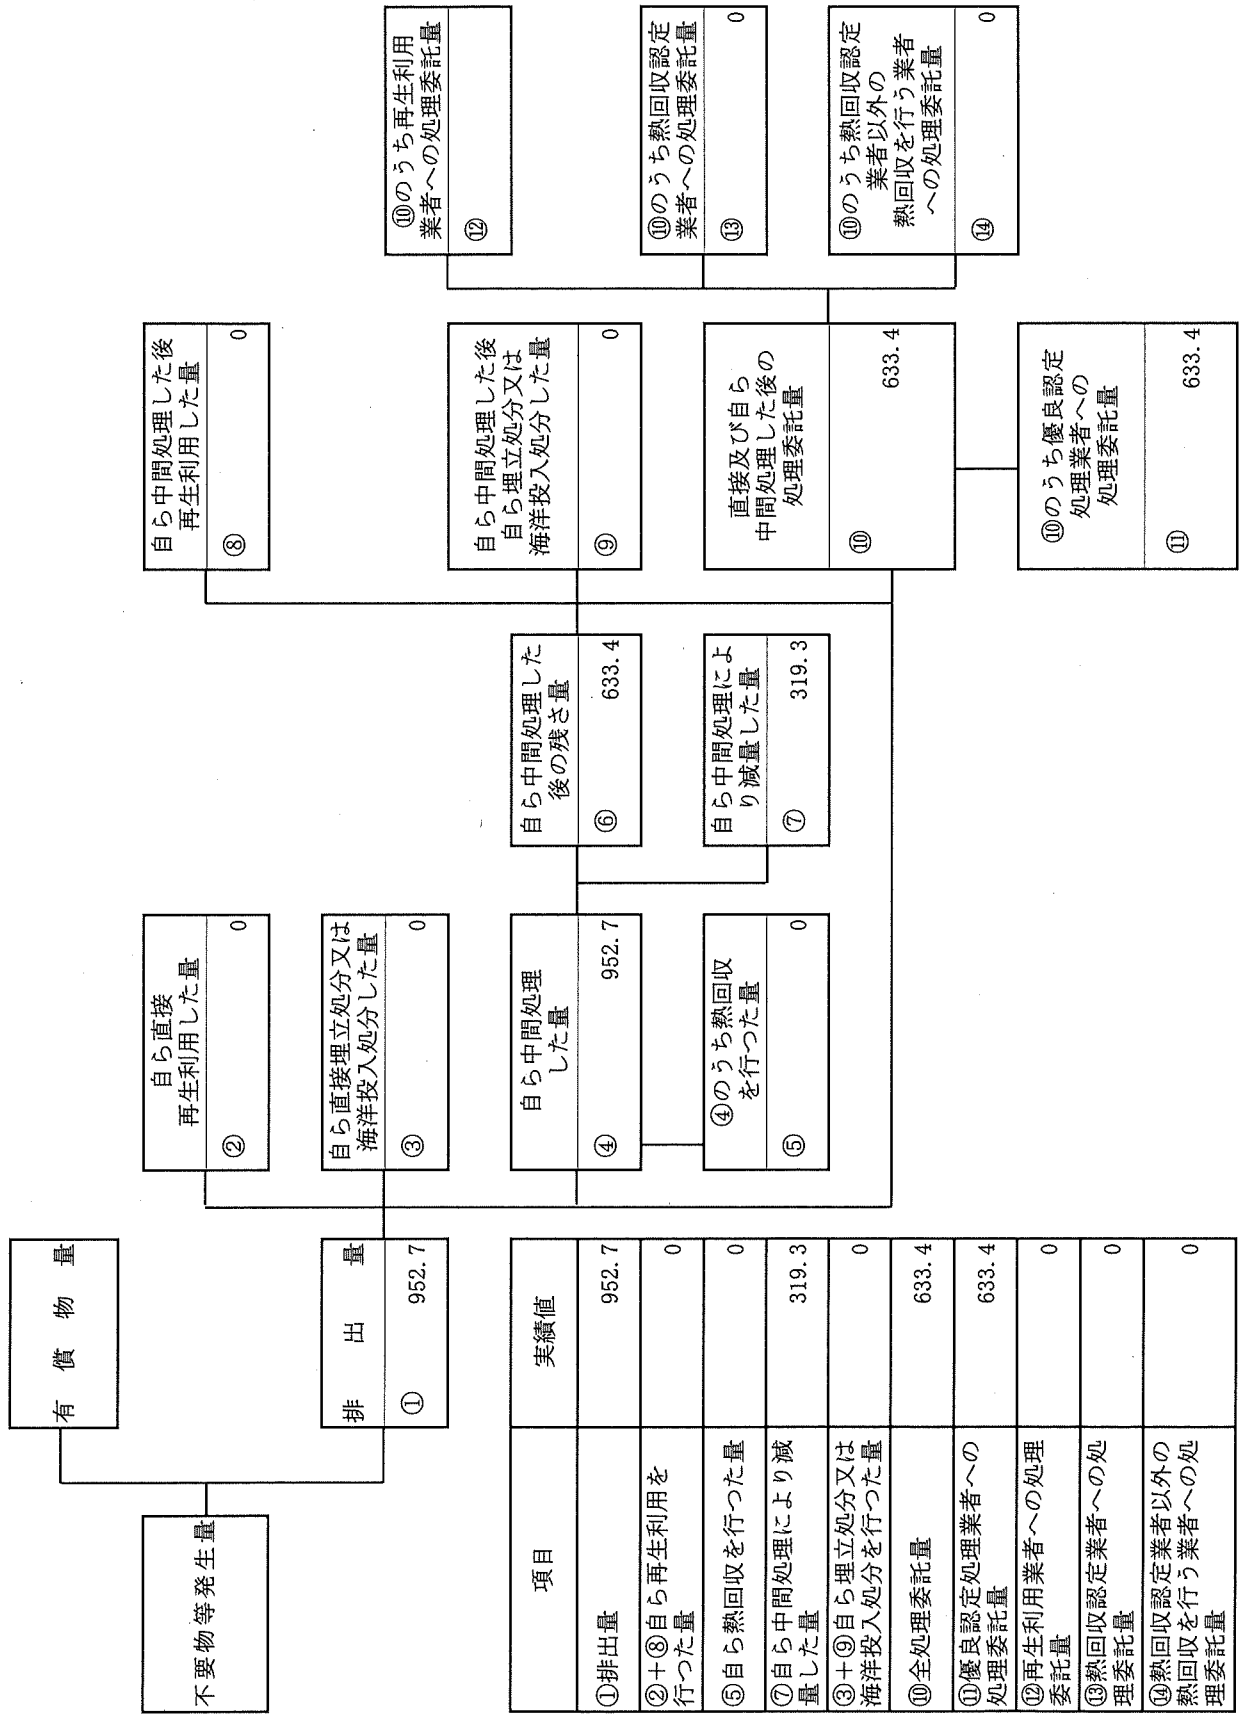 有償物量
不要物等発生量
排出量
① 952.7
自ら直接
再生利用した量
② 0
自ら直接埋立処分又は
海洋投入処分した量
③ 0
自ら中間処理
した量
④ 952.7
④のうち熱回収
を行つた量
⑤ 0
自ら中間処理した
後の残さ量
⑥ 633.4
自ら中間処理によ
り減量した量
⑦ 319.3
自ら中間処理した後
再生利用した量
⑧ 0
自ら中間処理した後
自ら埋立処分又は
海洋投入処分した量
⑨ 0
直接及び自ら
中間処理した後の
処理委託量
⑩ 633.4
⑩のうち優良認定
処理業者への
処理委託量
⑪ 633.4
⑩のうち再生利用
業者への処理委託量
⑫
⑩のうち熱回収認定
業者への処理委託量
⑬ 0
⑩のうち熱回収認定
業者以外の
熱回収を行う業者
への処理委託量
⑭ 0
項目 実績値
①排出量 952.7
②+⑧自ら再生利用を
行つた量 0
⑤自ら熱回収を行つた量 0
⑦自ら中間処理により減
量した量 319.3
③+⑨自ら埋立処分又は
海洋投入処分を行つた量 0
⑩全処理委託量 633.4
⑪優良認定処理業者への
処理委託量 633.4
⑫再生利用業者への処理
委託量 0
⑬熱回収認定業者への処
理委託量 0
⑭熱回収認定業者以外の
熱回収を行う業者への処
理委託量 0